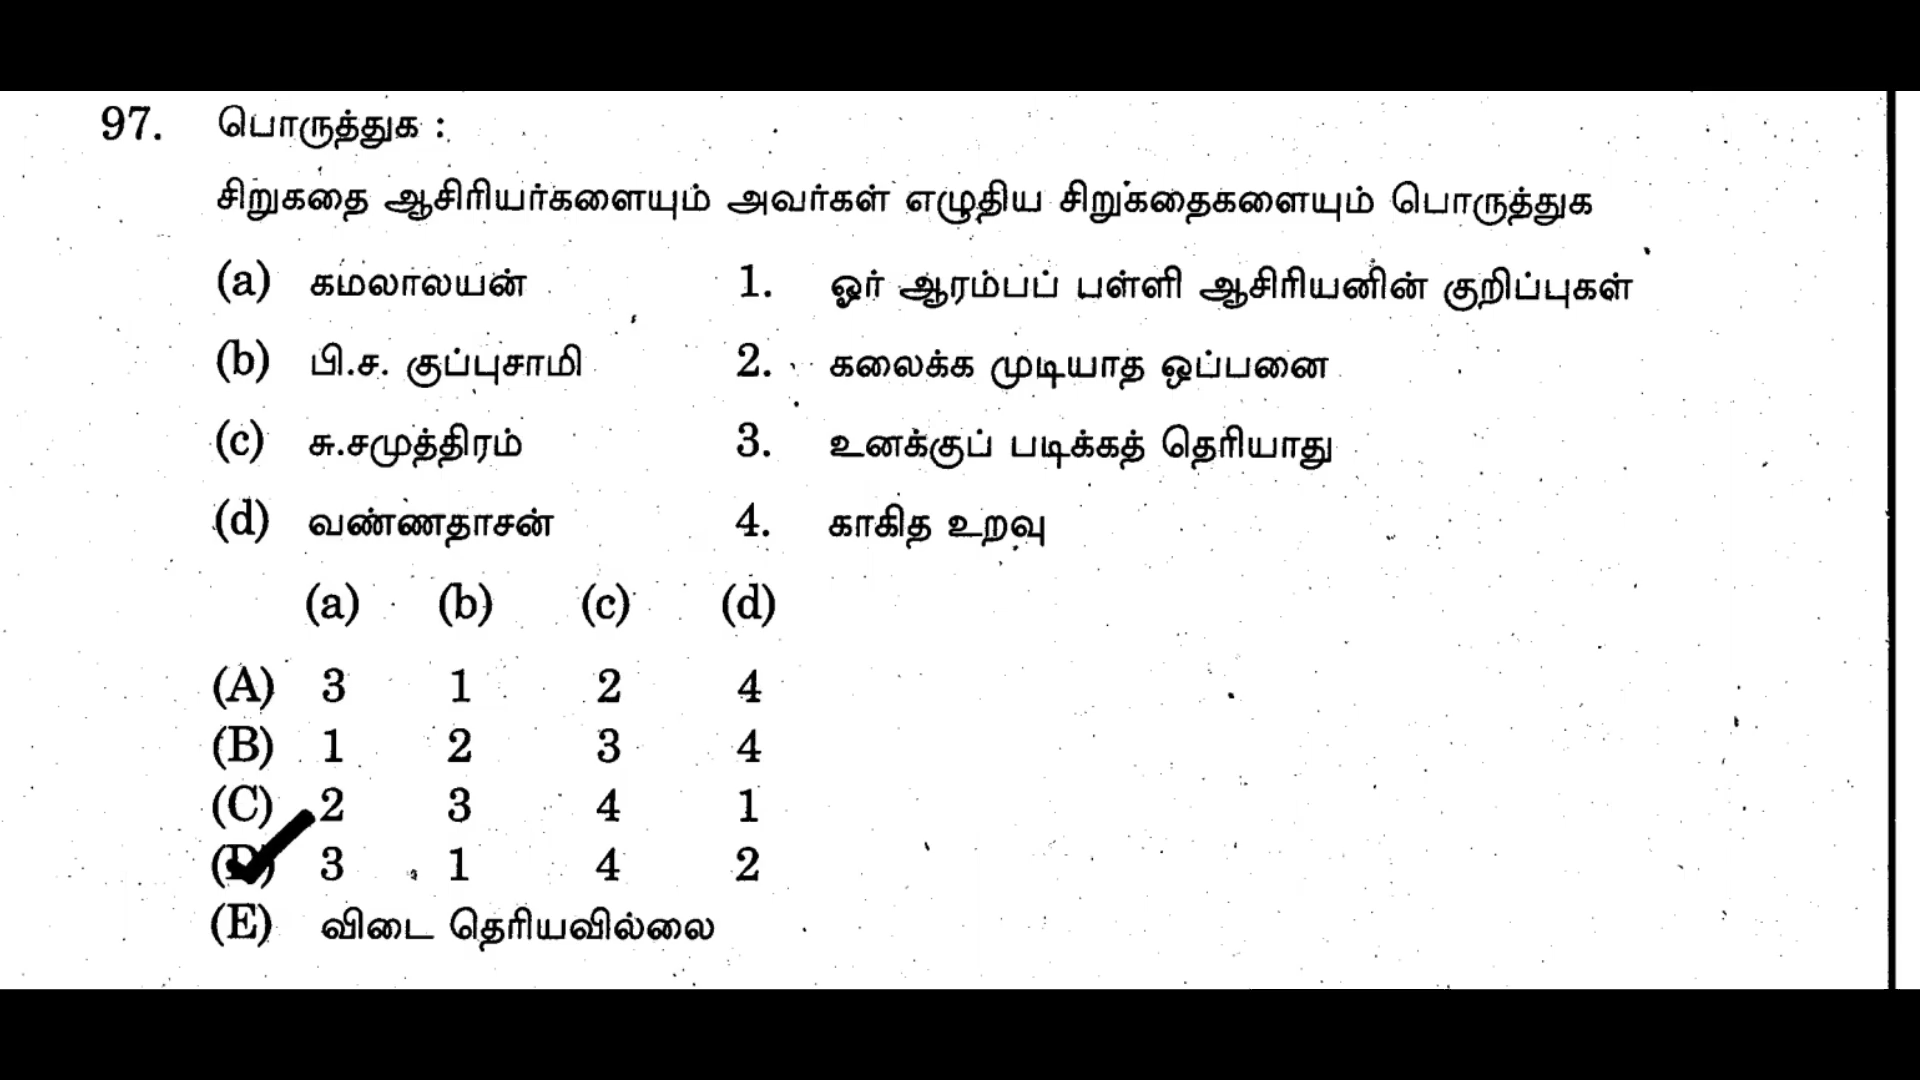 97. பொருத்துக :
சிறுகதை ஆசிரியர்களையும் அவர்கள் எழுதிய சிறுகதைகளையும் பொருத்துக
(a) கமலாலயன் 1. ஓர் ஆரம்பப் பள்ளி ஆசிரியனின் குறிப்புகள்
(b) பி.ச. குப்புசாமி 2. கலைக்க முடியாத ஒப்பனை
(c) சு.சமுத்திரம் 3. உனக்குப் படிக்கத் தெரியாது
(d) வண்ணதாசன் 4. காகித உறவு
(a) (b) (c) (d)
(A) 3 1 2 4
(B) 1 2 3 4
(C) 2 3 4 1
(D) 3 1 4 2
(E) விடை தெரியவில்லை